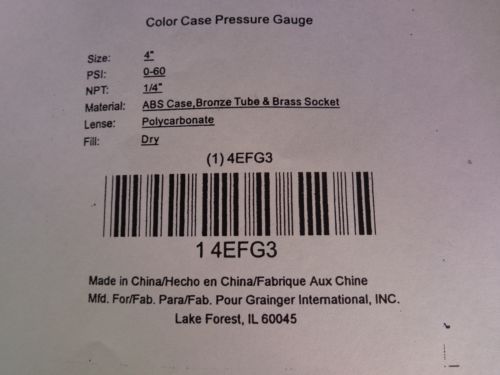 Color Case Pressure Gauge
Size: 4"
PSI: 0-60
NPT: 1/4"
Material: ABS Case,Bronze Tube & Brass Socket
Lense: Polycarbonate
Fill: Dry
(1) 4EFG3
1 4EFG3
Made in China/Hecho en China/Fabrique Aux Chine
Mfd. For/Fab. Para/Fab. Pour Grainger International, INC.
Lake Forest, IL 60045